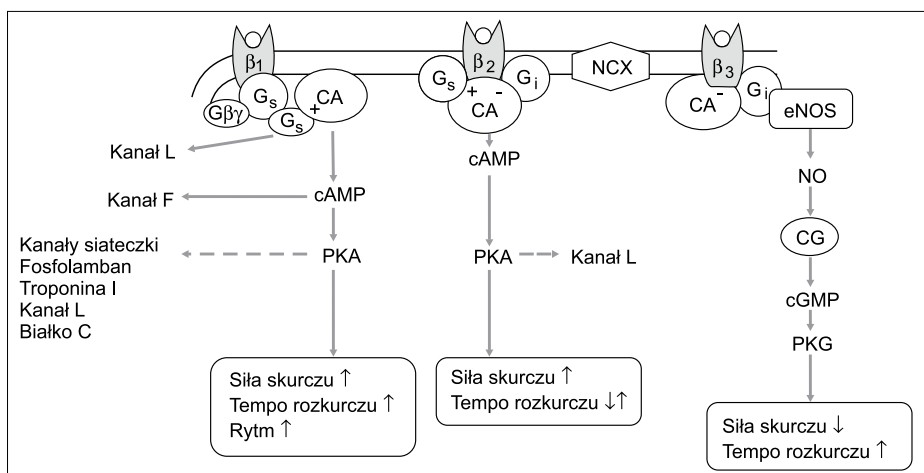 β1
β2
NCX
β3
Gs
+
CA
Gβγ
Gs
Gs
+
-
Gi
CA
CA-
Gi
eNOS
Kanał L
cAMP
NO
Kanał F
cAMP
CG
Kanały siateczki
Fosfolamban
Troponina I
Kanał L
Białko C
PKA
PKA
Kanał L
cGMP
PKG
Siła skurczu ↑
Tempo rozkurczu ↑
Rytm ↑
Siła skurczu ↑
Tempo rozkurczu ↓↑
Siła skurczu ↓
Tempo rozkurczu ↑